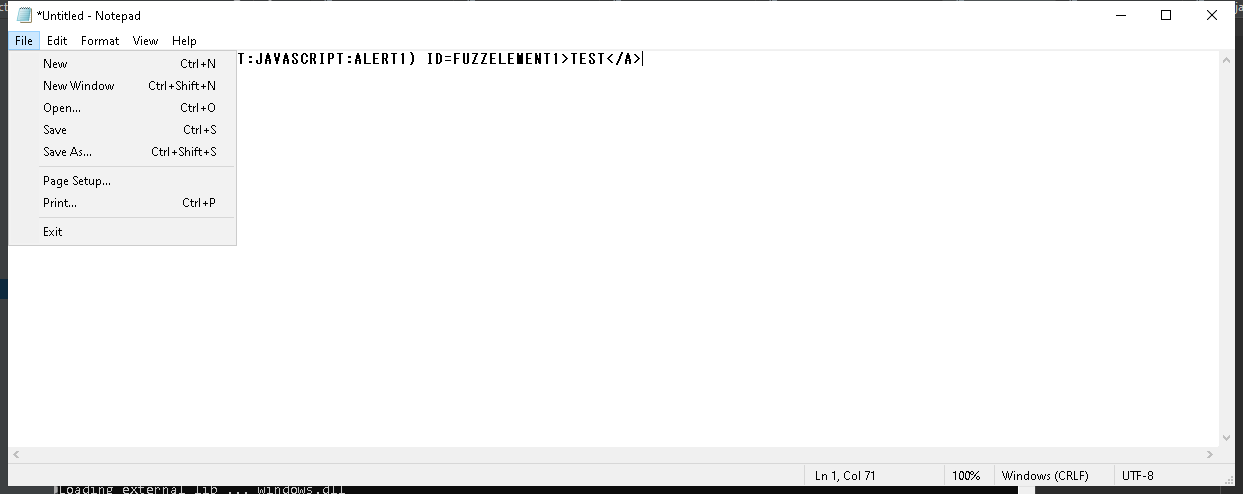 *Untitled - Notepad
File Edit Format View Help
T:JAVASCRIPT:ALERT1) ID=FUZZELEMENT1>TEST</A>
New Ctrl+N
New Window Ctrl+Shift+N
Open... Ctrl+O
Save Ctrl+S
Save As... Ctrl+Shift+S
Page Setup...
Print... Ctrl+P
Exit
Ln 1, Col 71 100% Windows (CRLF) UTF-8
Loading external lib ... windows.dll